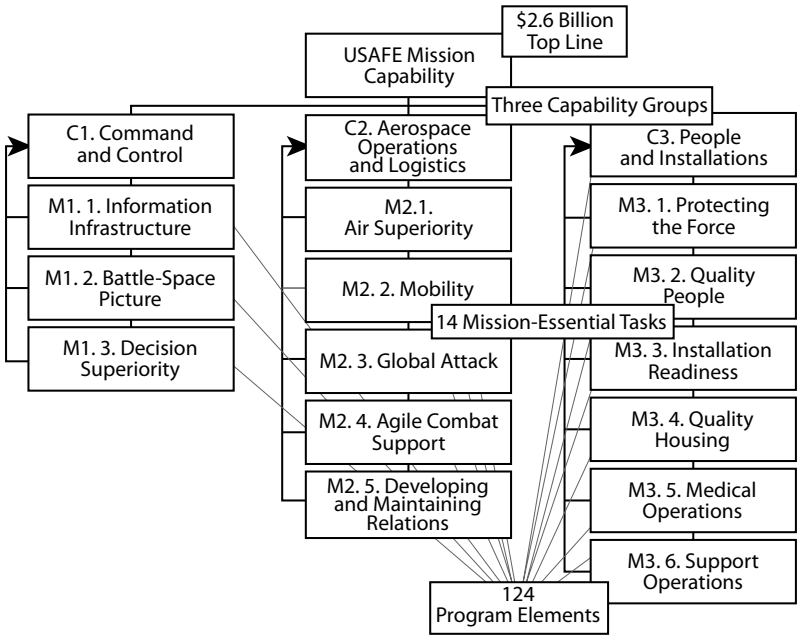 $2.6 Billion
Top Line
USAFE Mission
Capability
Three Capability Groups
C1. Command
and Control
M1. 1. Information
Infrastructure
M1. 2. Battle-Space
Picture
M1. 3. Decision
Superiority
C2. Aerospace
Operations
and Logistics
M2.1.
Air Superiority
M2. 2. Mobility
14 Mission-Essential Tasks
M2. 3. Global Attack
M2. 4. Agile Combat
Support
M2. 5. Developing
and Maintaining
Relations
C3. People
and Installations
M3. 1. Protecting
the Force
M3. 2. Quality
People
M3. 3. Installation
Readiness
M3. 4. Quality
Housing
M3. 5. Medical
Operations
M3. 6. Support
Operations
124
Program Elements